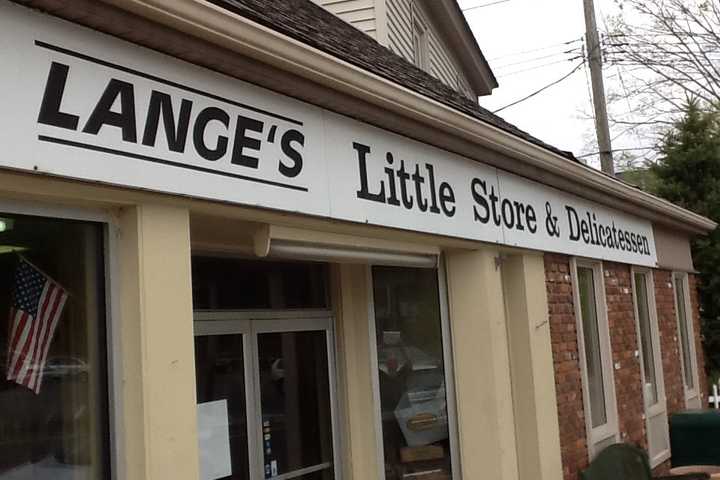 LANGE'S
Little Store & Delicatessen